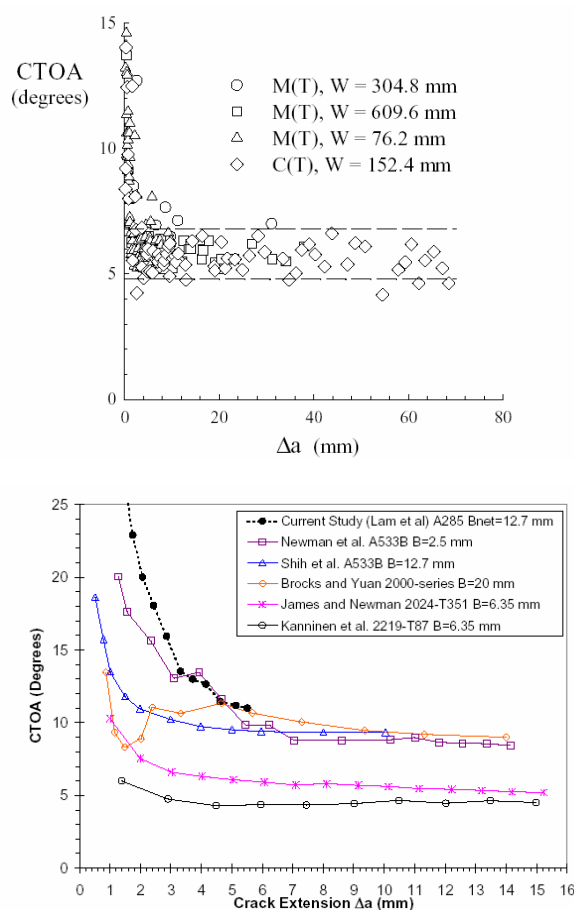 15
CTOA
(degrees)
M(T), W = 304.8 mm
M(T), W = 609.6 mm
M(T), W = 76.2 mm
C(T), W = 152.4 mm
10
5
0
0 20 40 60 80
Δa (mm)
25
Current Study (Lam et al) A285 Bnet=12.7 mm
Newman et al. A533B B=2.5 mm
Shih et al. A533B B=12.7 mm
Brocks and Yuan 2000-series B=20 mm
James and Newman 2024-T351 B=6.35 mm
Kanninen et al. 2219-T87 B=6.35 mm
20
15
CTOA (Degrees)
10
5
0
0 1 2 3 4 5 6 7 8 9 10 11 12 13 14 15 16
Crack Extension Δa (mm)